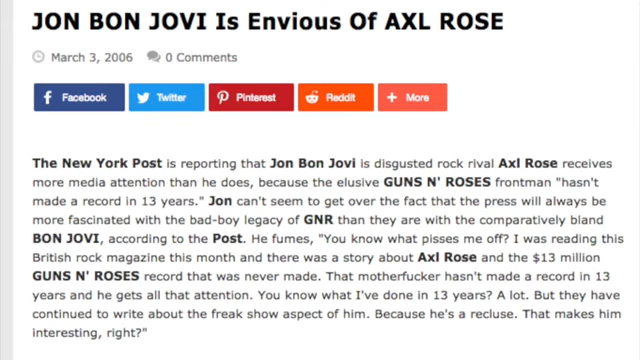 JON BON JOVI Is Envious Of AXL ROSE
March 3, 2006 0 Comments
Facebook Twitter Pinterest Reddit More
The New York Post is reporting that Jon Bon Jovi is disgusted rock rival Axl Rose receives
more media attention than he does, because the elusive GUNS N' ROSES frontman "hasn't
made a record in 13 years." Jon can't seem to get over the fact that the press will always be
more fascinated with the bad-boy legacy of GNR than they are with the comparatively bland
BON JOVI, according to the Post. He fumes, "You know what pisses me off? I was reading this
British rock magazine this month and there was a story about Axl Rose and the $13 million
GUNS N' ROSES record that was never made. That motherfucker hasn't made a record in 13
years and he gets all that attention. You know what I've done in 13 years? A lot. But they have
continued to write about the freak show aspect of him. Because he's a recluse. That makes him
interesting, right?"